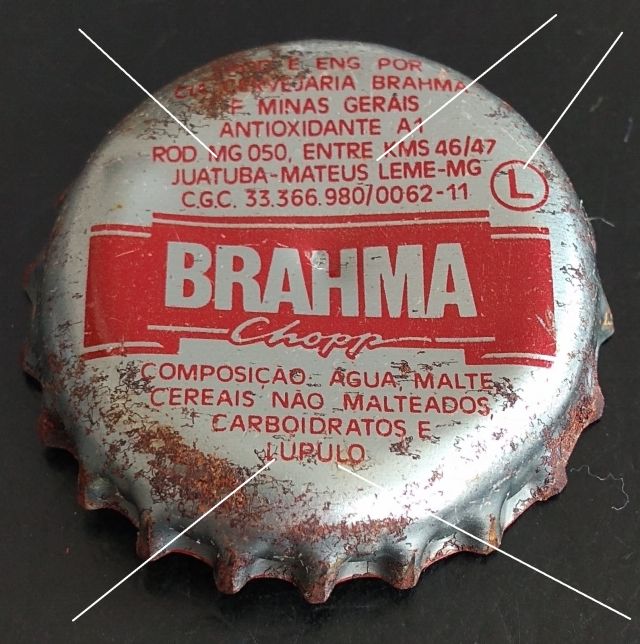 E ENG. POR
CERVEJARIA BRAHMA
MINAS GERAIS
ANTIOXIDANTE A1
ROD MG 050, ENTRE KMS 46/47
JUATUBA-MATEUS LEME-MG
C.G.C. 33.366.980/0062-11
L
BRAHMA
Chopp
COMPOSIÇÃO. ÁGUA, MALTE,
CEREAIS NÃO MALTEADOS,
CARBOIDRATOS E
LÚPULO